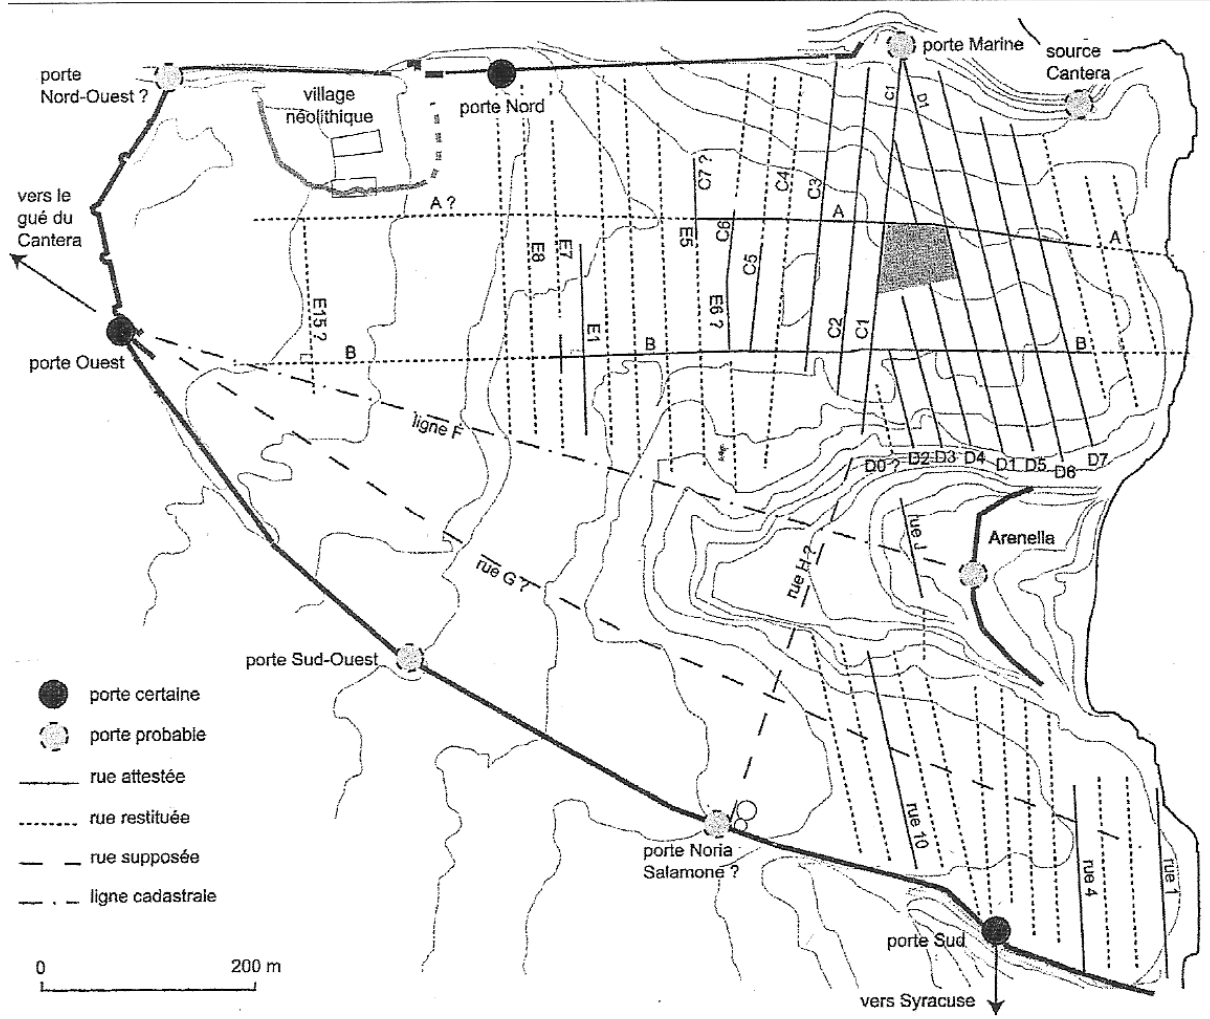 porte Marine
source
Cantera
porte
Nord-Ouest ?
village
néolithique
porte Nord
C1
D1
vers le
gué du
Cantera
A ?
C7 ?
C4
C3
A
A
E8
E7
E5
C6
C5
E15 ?
E1
E6 ?
C2
C1
porte Ouest
B
B
B
ligne F
D0 ?
D2
D3
D4
D1
D5
D6
D7
rue J
Arenella
rue H ?
rue G ?
porte Sud-Ouest
porte certaine
porte probable
rue attestée
rue restituée
rue supposée
ligne cadastrale
rue 10
porte Noria
Salamone ?
rue 4
rue 1
porte Sud
0
200 m
vers Syracuse